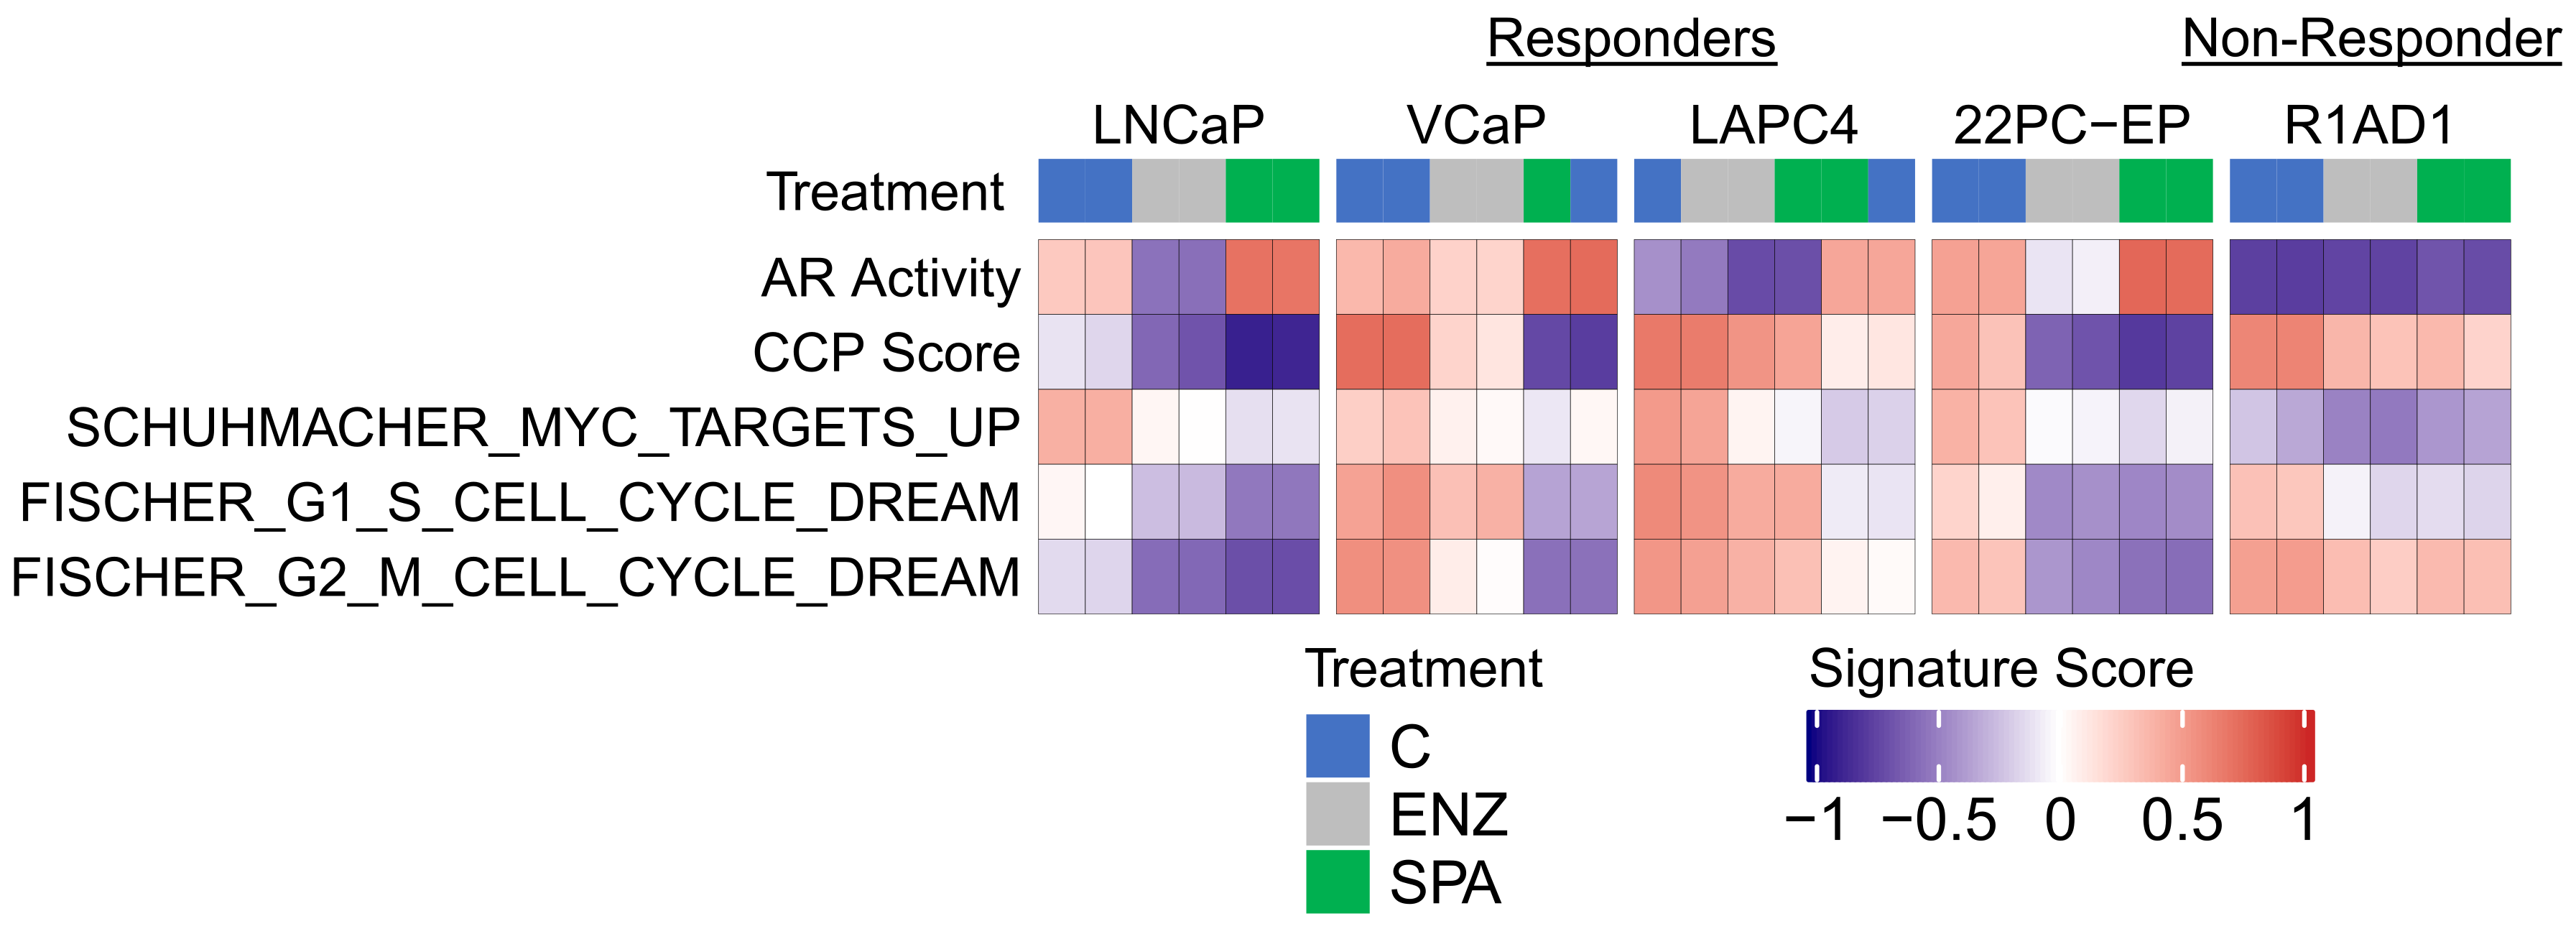 Responders Non-Responder
LNCaP VCaP LAPC4 22PC−EP R1AD1
Treatment
AR Activity
CCP Score
SCHUHMACHER_MYC_TARGETS_UP
FISCHER_G1_S_CELL_CYCLE_DREAM
FISCHER_G2_M_CELL_CYCLE_DREAM
Treatment
C
ENZ
SPA
Signature Score
−1 −0.5 0 0.5 1